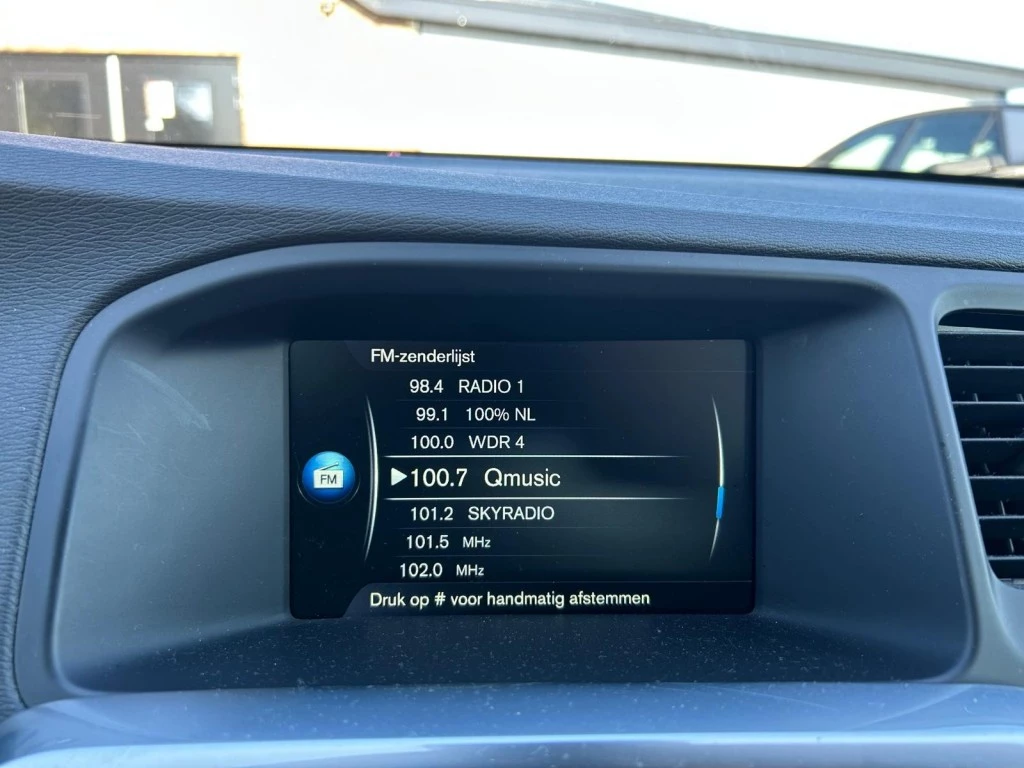 FM-zenderlijst
98.4 RADIO 1
99.1 100% NL
100.0 WDR 4
FM
100.7 Qmusic
101.2 SKYRADIO
101.5 MHz
102.0 MHz
Druk op # voor handmatig afstemmen